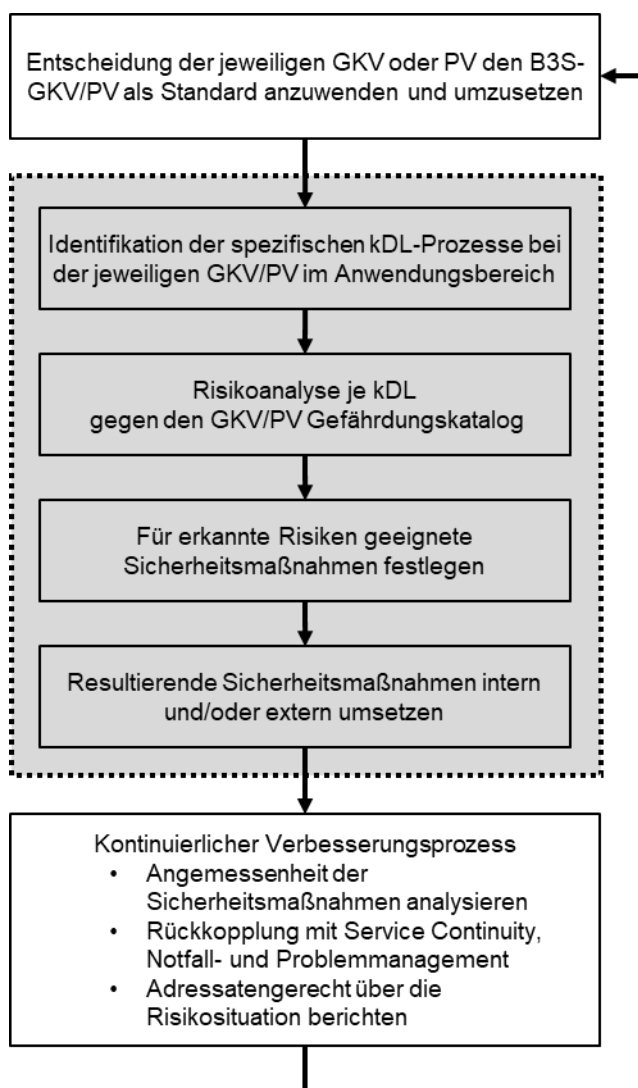 Entscheidung der jeweiligen GKV oder PV den B3S-
GKV/PV als Standard anzuwenden und umzusetzen
Identifikation der spezifischen kDL-Prozesse bei
der jeweiligen GKV/PV im Anwendungsbereich
Risikoanalyse je kDL
gegen den GKV/PV Gefährdungskatalog
Für erkannte Risiken geeignete
Sicherheitsmaßnahmen festlegen
Resultierende Sicherheitsmaßnahmen intern
und/oder extern umsetzen
Kontinuierlicher Verbesserungsprozess
• Angemessenheit der
Sicherheitsmaßnahmen analysieren
• Rückkopplung mit Service Continuity,
Notfall- und Problemmanagement
• Adressatengerecht über die
Risikosituation berichten